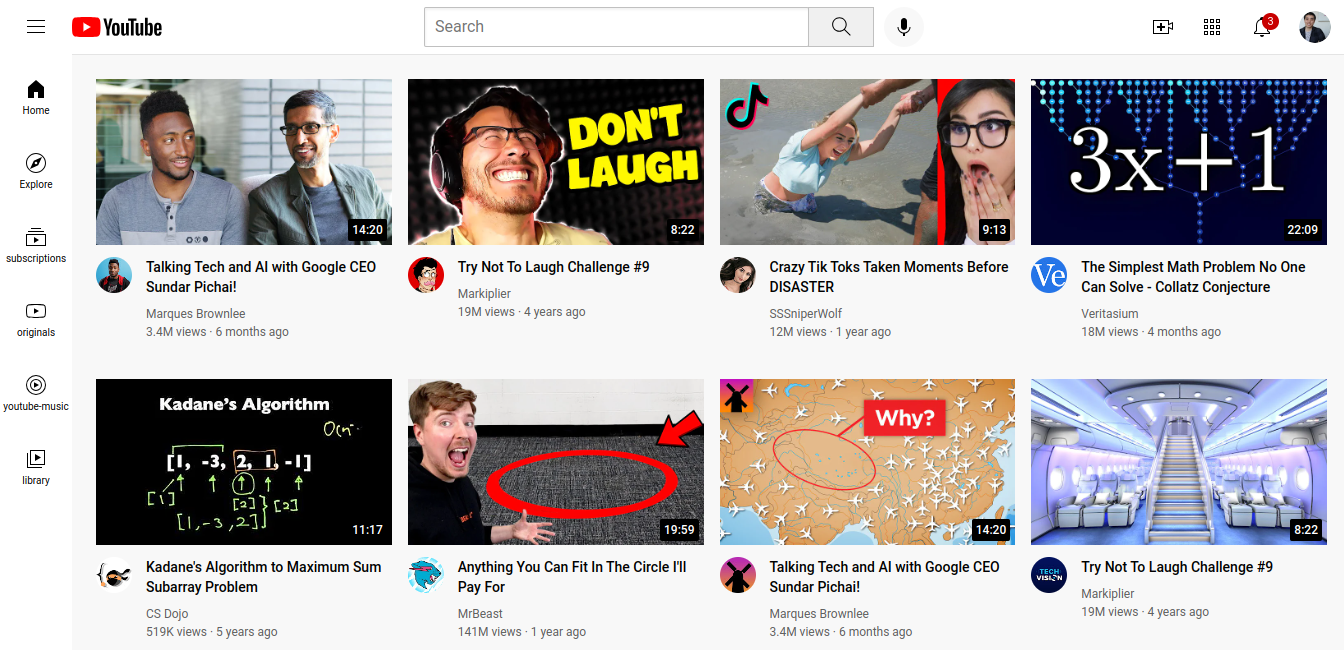 YouTube
Search
3
Home
Explore
subscriptions
originals
youtube-music
library
14:20
DON'T
LAUGH
8:22
9:13
3x+1
22:09
Talking Tech and AI with Google CEO
Sundar Pichai!
Marques Brownlee
3.4M views · 6 months ago
Try Not To Laugh Challenge #9
Markiplier
19M views · 4 years ago
Crazy Tik Toks Taken Moments Before
DISASTER
SSSniperWolf
12M views · 1 year ago
Ve
The Simplest Math Problem No One
Can Solve - Collatz Conjecture
Veritasium
18M views · 4 months ago
Kadane's Algorithm
O(n
[1, -3, 2, 1, -1]
[1]
[2]
[2]
[1,-3,2]
11:17
19:59
Why?
14:20
8:22
Kadane's Algorithm to Maximum Sum
Subarray Problem
CS Dojo
519K views · 5 years ago
Anything You Can Fit In The Circle I'll
Pay For
MrBeast
141M views · 1 year ago
Talking Tech and AI with Google CEO
Sundar Pichai!
Marques Brownlee
3.4M views · 6 months ago
TECH
VISION
Try Not To Laugh Challenge #9
Markiplier
19M views · 4 years ago